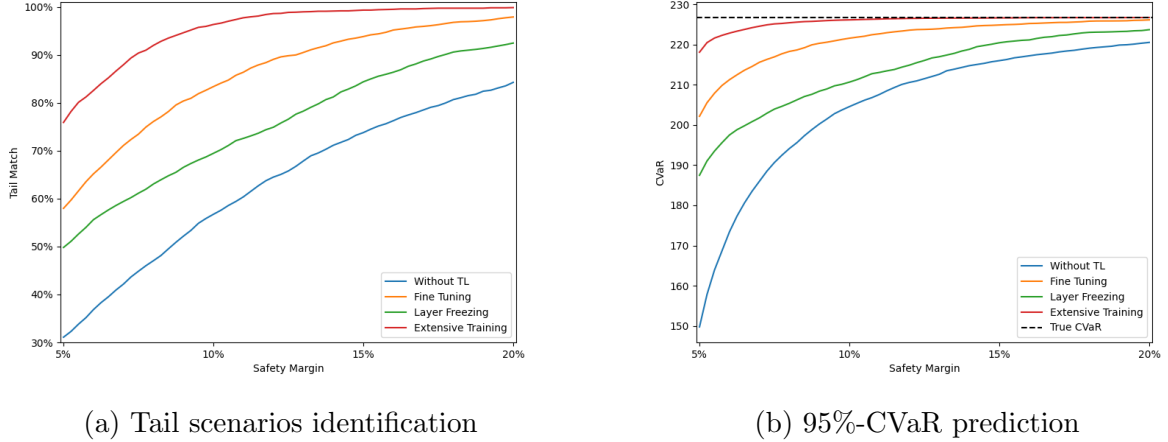 100%
90%
80%
70%
60%
50%
40%
30%
Tail Match
5%
10%
15%
20%
Safety Margin
Without TL
Fine Tuning
Layer Freezing
Extensive Training
(a) Tail scenarios identification
230
220
210
200
190
180
170
160
150
CVaR
5%
10%
15%
20%
Safety Margin
Without TL
Fine Tuning
Layer Freezing
Extensive Training
True CVaR
(b) 95%-CVaR prediction